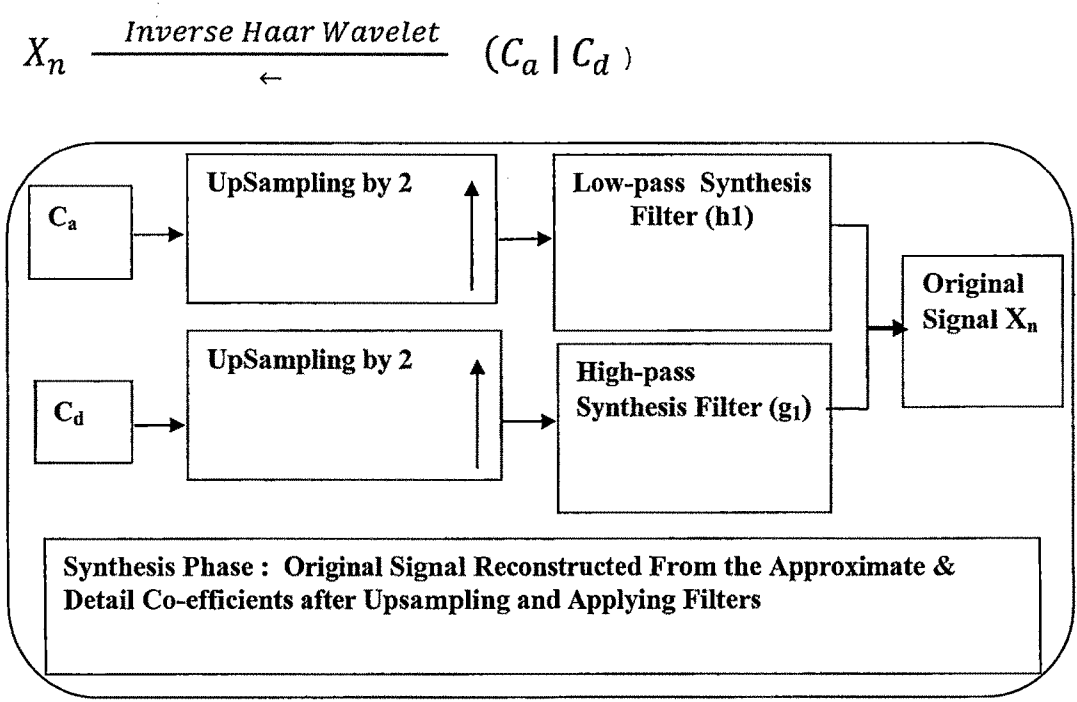 Inverse Haar Wavelet
Xₙ ← (Cₐ | C_d )
UpSampling by 2
Low-pass Synthesis
Filter (h1)
Cₐ
Original
Signal Xₙ
UpSampling by 2
High-pass
Synthesis Filter (g₁)
C_d
Synthesis Phase : Original Signal Reconstructed From the Approximate &
Detail Co-efficients after Upsampling and Applying Filters